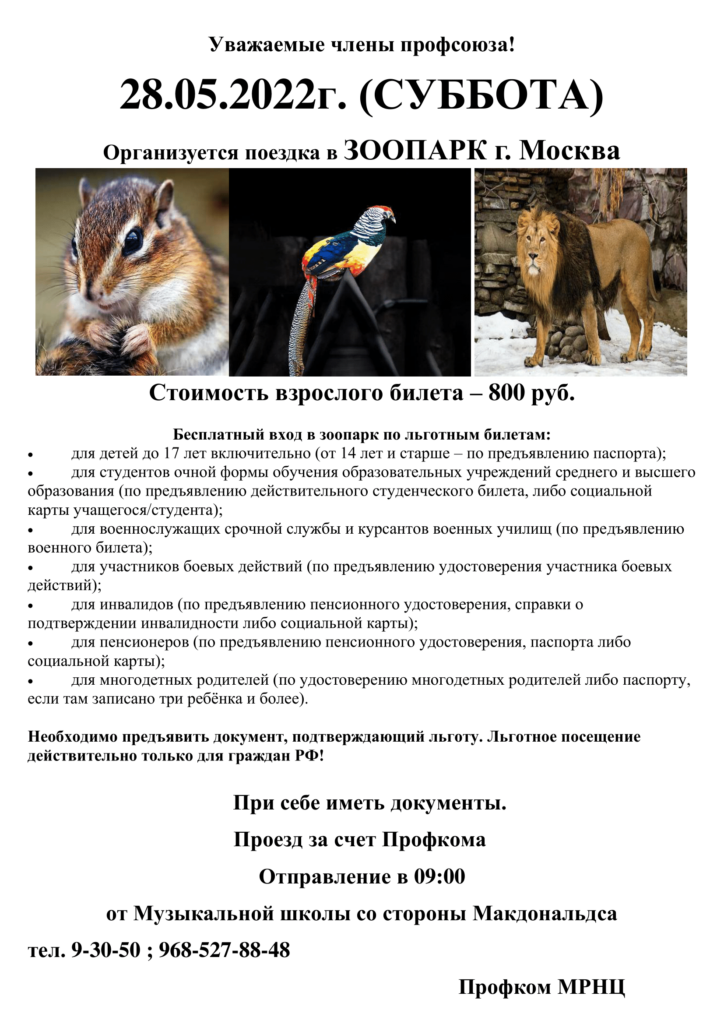 Уважаемые члены профсоюза!
28.05.2022г. (СУББОТА)
Организуется поездка в ЗООПАРК г. Москва
Стоимость взрослого билета – 800 руб.
Бесплатный вход в зоопарк по льготным билетам:
• для детей до 17 лет включительно (от 14 лет и старше – по предъявлению паспорта);
• для студентов очной формы обучения образовательных учреждений среднего и высшего
образования (по предъявлению действительного студенческого билета, либо социальной
карты учащегося/студента);
• для военнослужащих срочной службы и курсантов военных училищ (по предъявлению
военного билета);
• для участников боевых действий (по предъявлению удостоверения участника боевых
действий);
• для инвалидов (по предъявлению пенсионного удостоверения, справки о
подтверждении инвалидности либо социальной карты);
• для пенсионеров (по предъявлению пенсионного удостоверения, паспорта либо
социальной карты);
• для многодетных родителей (по удостоверению многодетных родителей либо паспорту,
если там записано три ребёнка и более).
Необходимо предъявить документ, подтверждающий льготу. Льготное посещение
действительно только для граждан РФ!
При себе иметь документы.
Проезд за счет Профкома
Отправление в 09:00
от Музыкальной школы со стороны Макдональдса
тел. 9-30-50 ; 968-527-88-48
Профком МРНЦ